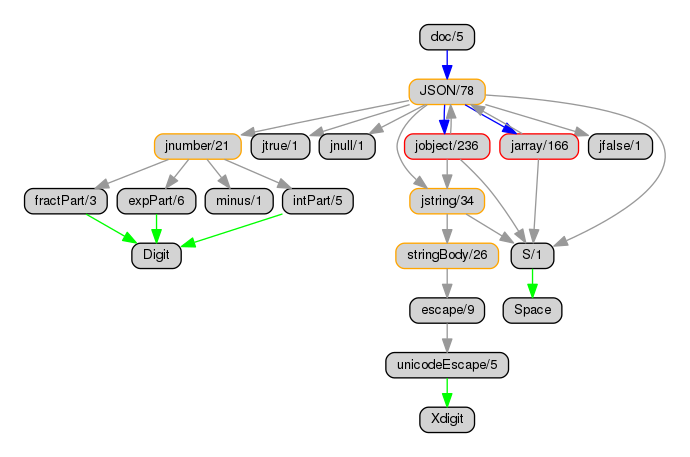 doc/5
JSON/78
jnumber/21
jtrue/1
jnull/1
jobject/236
jarray/166
jfalse/1
fractPart/3
expPart/6
minus/1
intPart/5
jstring/34
Digit
stringBody/26
S/1
escape/9
Space
unicodeEscape/5
Xdigit